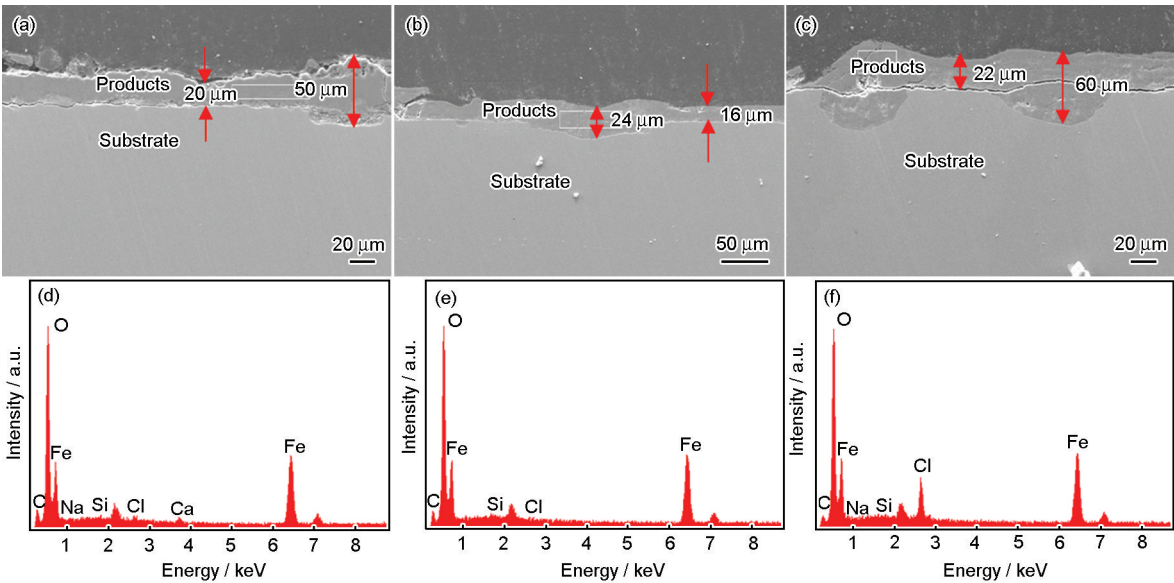 (a)
Products
20 μm
50 μm
Substrate
20 μm
(b)
Products
24 μm
16 μm
Substrate
50 μm
(c)
Products
22 μm
60 μm
Substrate
20 μm
(d)
O
Fe
C
Na
Si
Cl
Ca
Fe
Intensity / a.u.
1 2 3 4 5 6 7 8
Energy / keV
(e)
O
Fe
C
Si
Cl
Fe
Intensity / a.u.
1 2 3 4 5 6 7 8
Energy / keV
(f)
O
Fe
C
Na
Si
Cl
Fe
Intensity / a.u.
1 2 3 4 5 6 7 8
Energy / keV